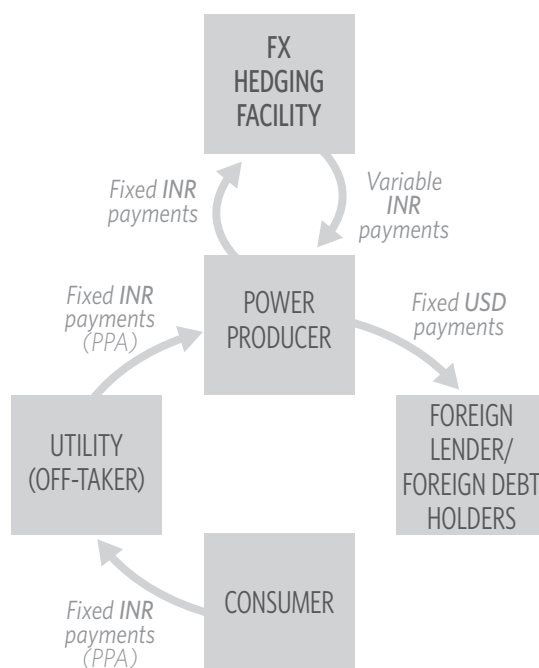 FX
HEDGING
FACILITY
Fixed INR
payments
Variable
INR
payments
Fixed INR
payments
(PPA)
POWER
PRODUCER
Fixed USD
payments
UTILITY
(OFF-TAKER)
FOREIGN
LENDER/
FOREIGN DEBT
HOLDERS
Fixed INR
payments
(PPA)
CONSUMER